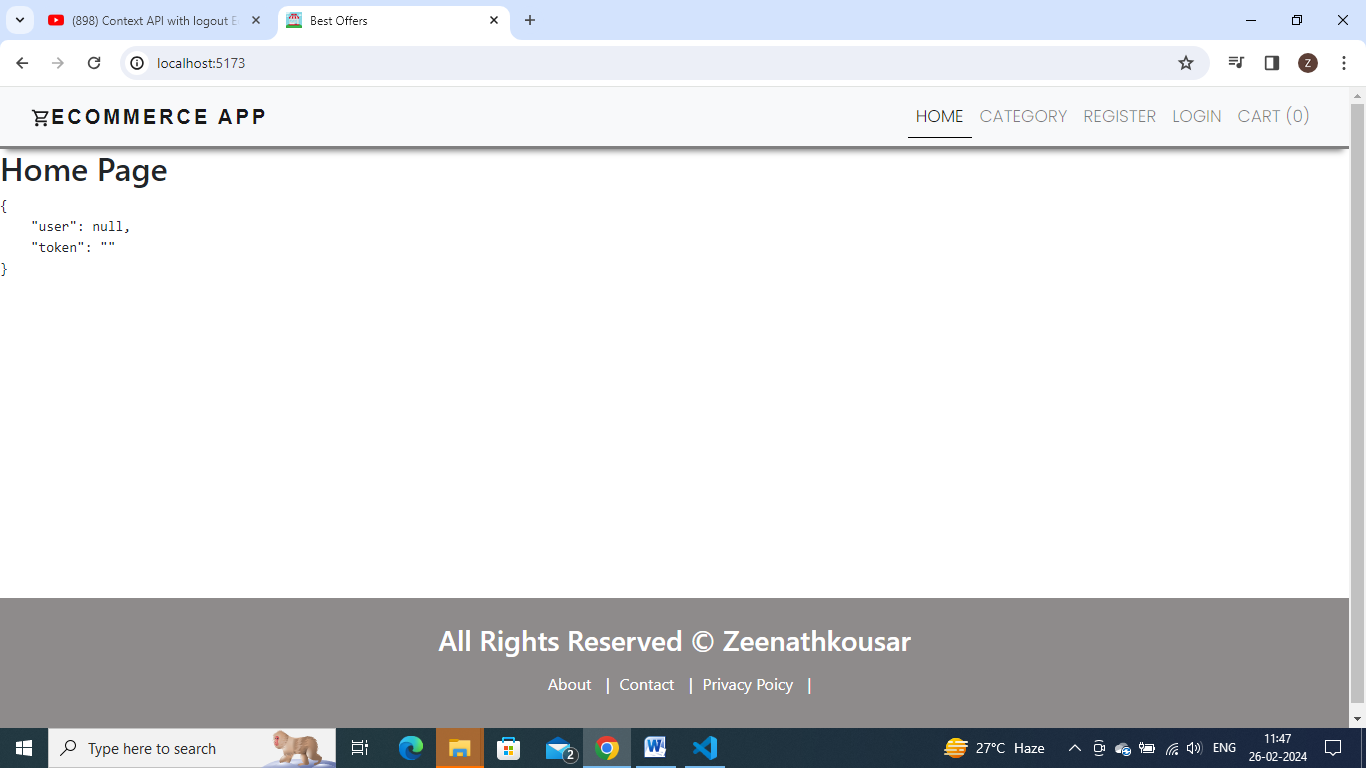 (898) Context API with logout E
Best Offers
localhost:5173
Z
ECOMMERCE APP
HOME CATEGORY REGISTER LOGIN CART (0)
Home Page
{
"user": null,
"token": ""
}
All Rights Reserved © Zeenathkousar
About | Contact | Privacy Poicy |
Type here to search
2
27°C Haze
ENG
11:47
26-02-2024